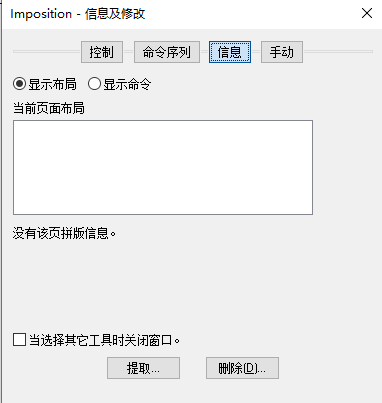 Imposition - 信息及修改
控制 命令序列 信息 手动
显示布局 显示命令
当前页面布局
没有该页拼版信息。
当选择其它工具时关闭窗口。
提取... 删除(D)...